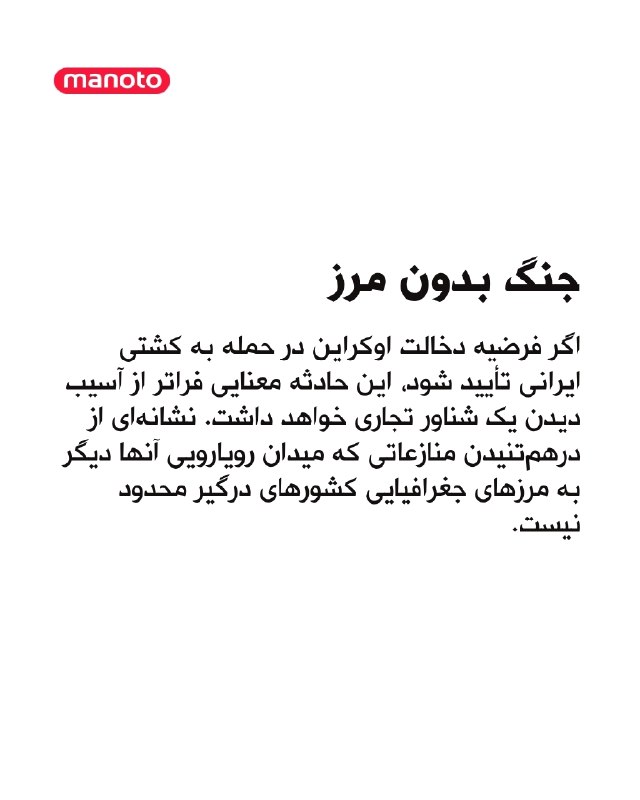 manoto
جنگ بدون مرز
اگر فرضیه دخالت اوکراین در حمله به کشتی
ایرانی تأیید شود، این حادثه معنایی فراتر از آسیب
دیدن یک شناور تجاری خواهد داشت. نشانه‌ای از
درهم‌تنیدن منازعاتی که میدان رویارویی آنها دیگر
به مرزهای جغرافیایی کشورهای درگیر محدود
نیست.